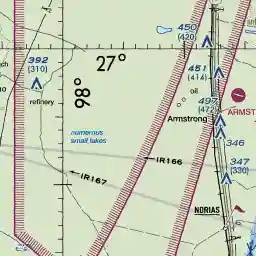 450
(420)
451
(414)
392
(310)
27°
98°
refinery
oil
497
(472)
Armstrong
ARMST
numerous
small lakes
346
IR166
347
(330)
IR167
NORIAS